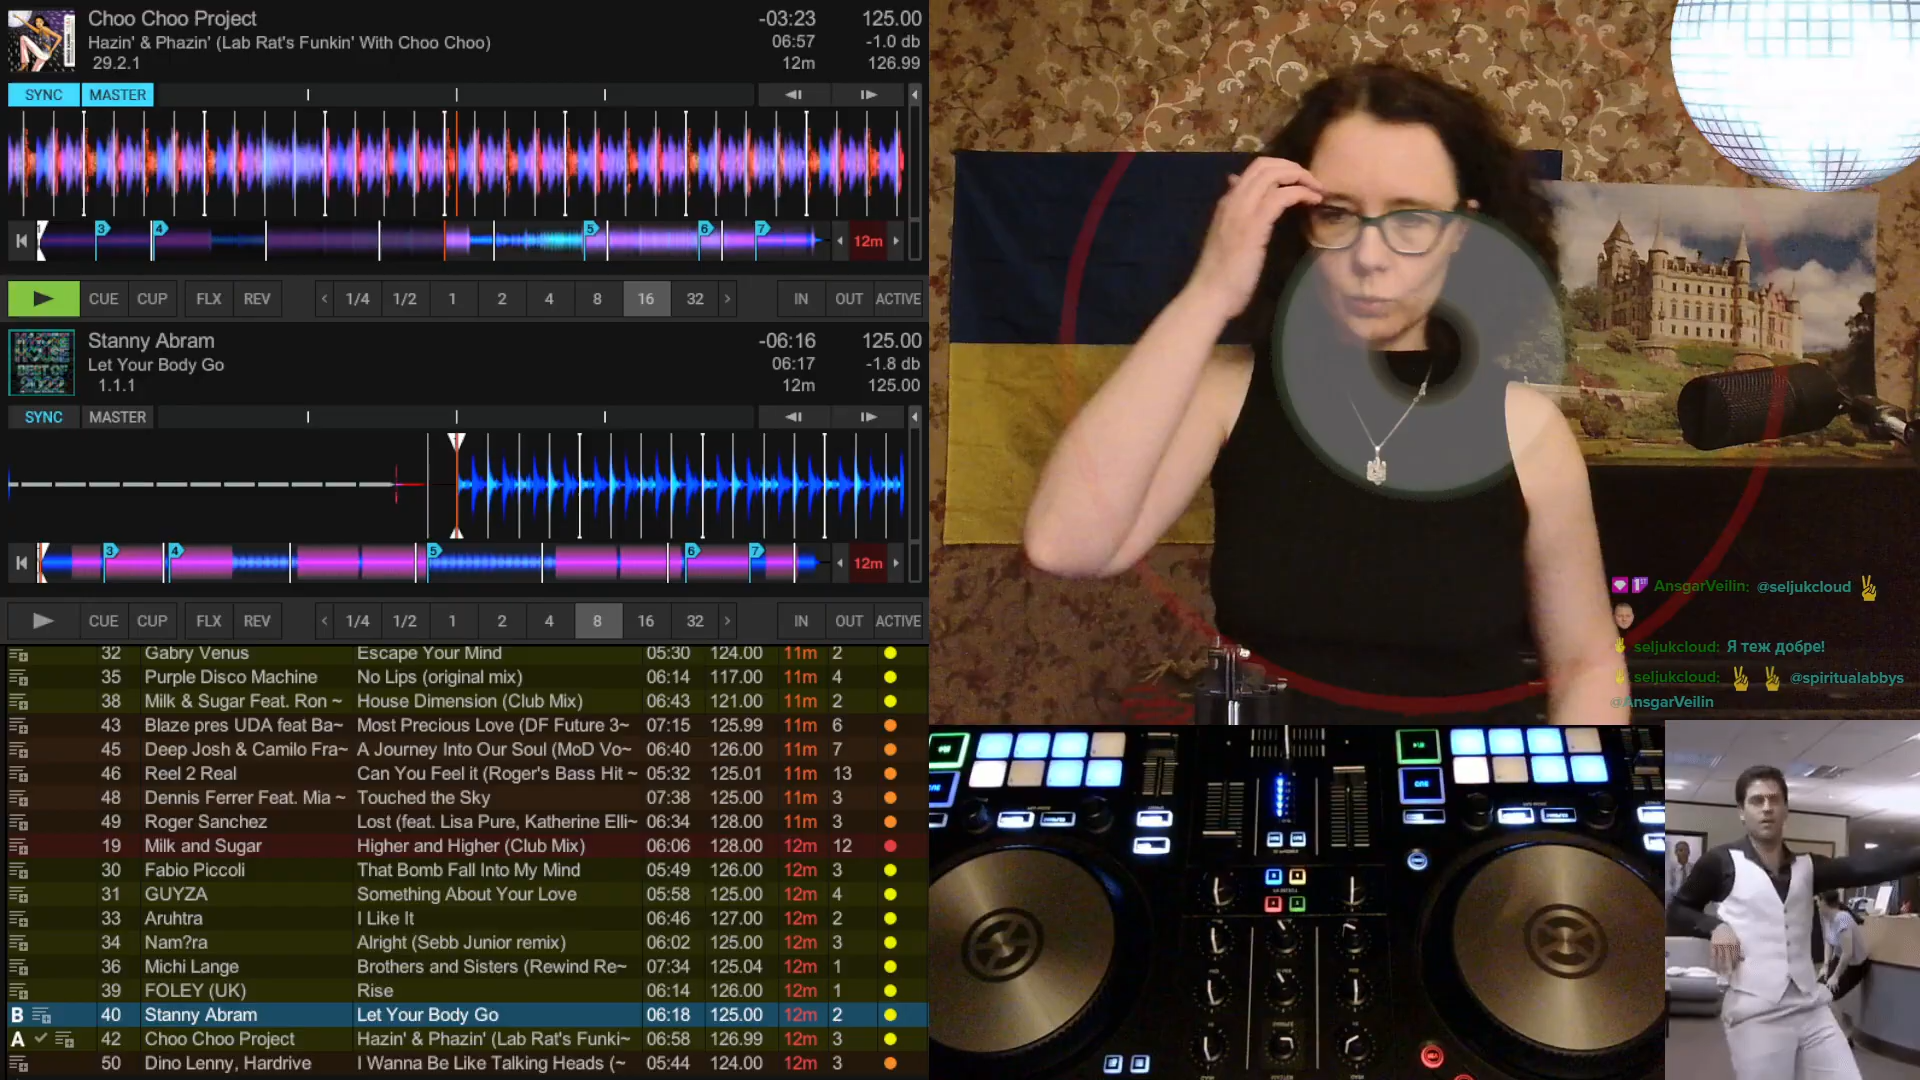 Choo Choo Project
-03:23
125.00
Hazin' & Phazin' (Lab Rat's Funkin' With Choo Choo)
06:57
-1.0 db
29.2.1
12m
126.99
SYNC
MASTER
3
4
5
6
7
12m
CUE
CUP
FLX
REV
1/4
1/2
1
2
4
8
16
32
IN
OUT
ACTIVE
Stanny Abram
-06:16
125.00
Let Your Body Go
06:17
-1.8 db
1.1.1
12m
125.00
SYNC
MASTER
3
4
5
6
7
12m
CUE
CUP
FLX
REV
1/4
1/2
1
2
4
8
16
32
IN
OUT
ACTIVE
32 Gabry Venus Escape Your Mind 05:30 124.00 11m 2
35 Purple Disco Machine No Lips (original mix) 06:14 117.00 11m 4
38 Milk & Sugar Feat. Ron ~ House Dimension (Club Mix) 06:43 121.00 11m 2
43 Blaze pres UDA feat Ba~ Most Precious Love (DF Future 3~ 07:15 125.99 11m 6
45 Deep Josh & Camilo Fra~ A Journey Into Our Soul (MoD Vo~ 06:40 126.00 11m 7
46 Reel 2 Real Can You Feel it (Roger's Bass Hit ~ 05:32 125.01 11m 13
48 Dennis Ferrer Feat. Mia ~ Touched the Sky 07:38 125.00 11m 3
49 Roger Sanchez Lost (feat. Lisa Pure, Katherine Elli~ 06:34 128.00 11m 3
19 Milk and Sugar Higher and Higher (Club Mix) 06:06 128.00 12m 12
30 Fabio Piccoli That Bomb Fall Into My Mind 05:49 126.00 12m 3
31 GUYZA Something About Your Love 05:58 125.00 12m 4
33 Aruhtra I Like It 06:46 127.00 12m 2
34 Nam?ra Alright (Sebb Junior remix) 06:02 125.00 12m 3
36 Michi Lange Brothers and Sisters (Rewind Re~ 07:34 125.04 12m 1
39 FOLEY (UK) Rise 06:14 126.00 12m 1
B 40 Stanny Abram Let Your Body Go 06:18 125.00 12m 2
A 42 Choo Choo Project Hazin' & Phazin' (Lab Rat's Funki~ 06:58 126.99 12m 3
50 Dino Lenny, Hardrive I Wanna Be Like Talking Heads (~ 05:44 124.00 12m 3
AnsgarVeilin: @seljukcloud
seljukcloud: Я теж добре!
seljukcloud: @spiritualabbys
@AnsgarVeilin